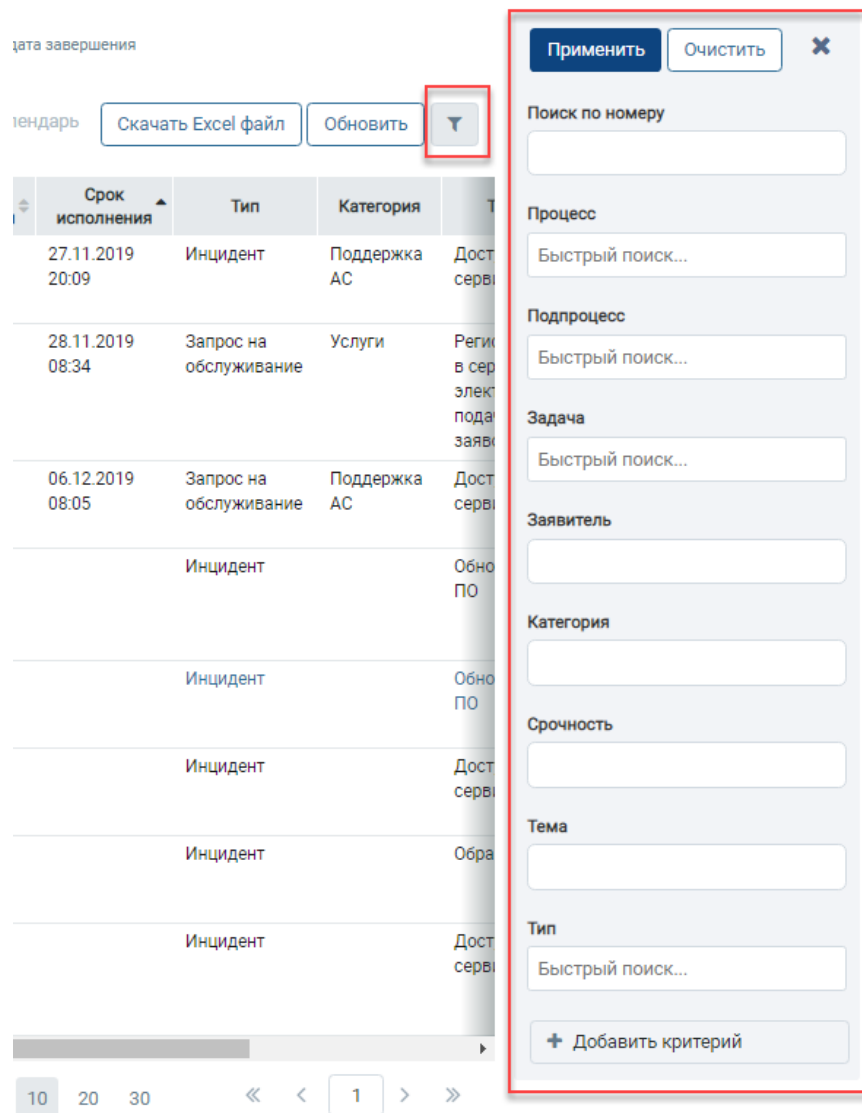 дата завершения
Скачать Excel файл
Обновить
Срок исполнения
Тип
Категория
27.11.2019
20:09
Инцидент
Поддержка
АС
28.11.2019
08:34
Запрос на
обслуживание
Услуги
06.12.2019
08:05
Запрос на
обслуживание
Поддержка
АС
Инцидент
ПО
Инцидент
ПО
Инцидент
Инцидент
Инцидент
10 20 30
1
Применить
Очистить
Поиск по номеру
Процесс
Быстрый поиск...
Подпроцесс
Быстрый поиск...
Задача
Быстрый поиск...
Заявитель
Категория
Срочность
Тема
Тип
Быстрый поиск...
+ Добавить критерий